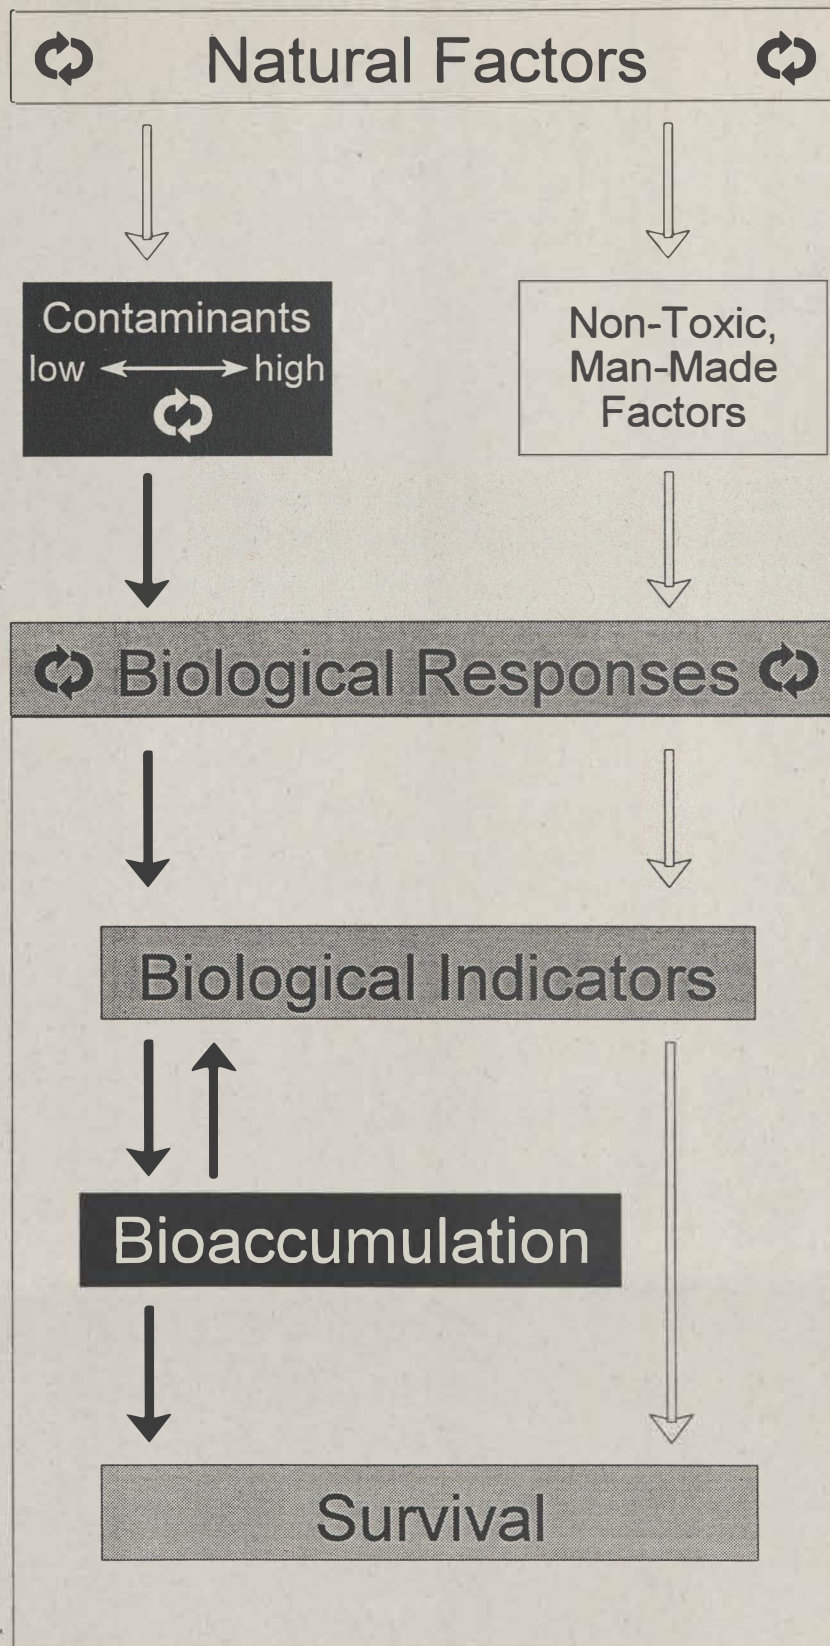 Natural Factors
Contaminants
low high
Non-Toxic,
Man-Made
Factors
Biological Responses
Biological Indicators
Bioaccumulation
Survival